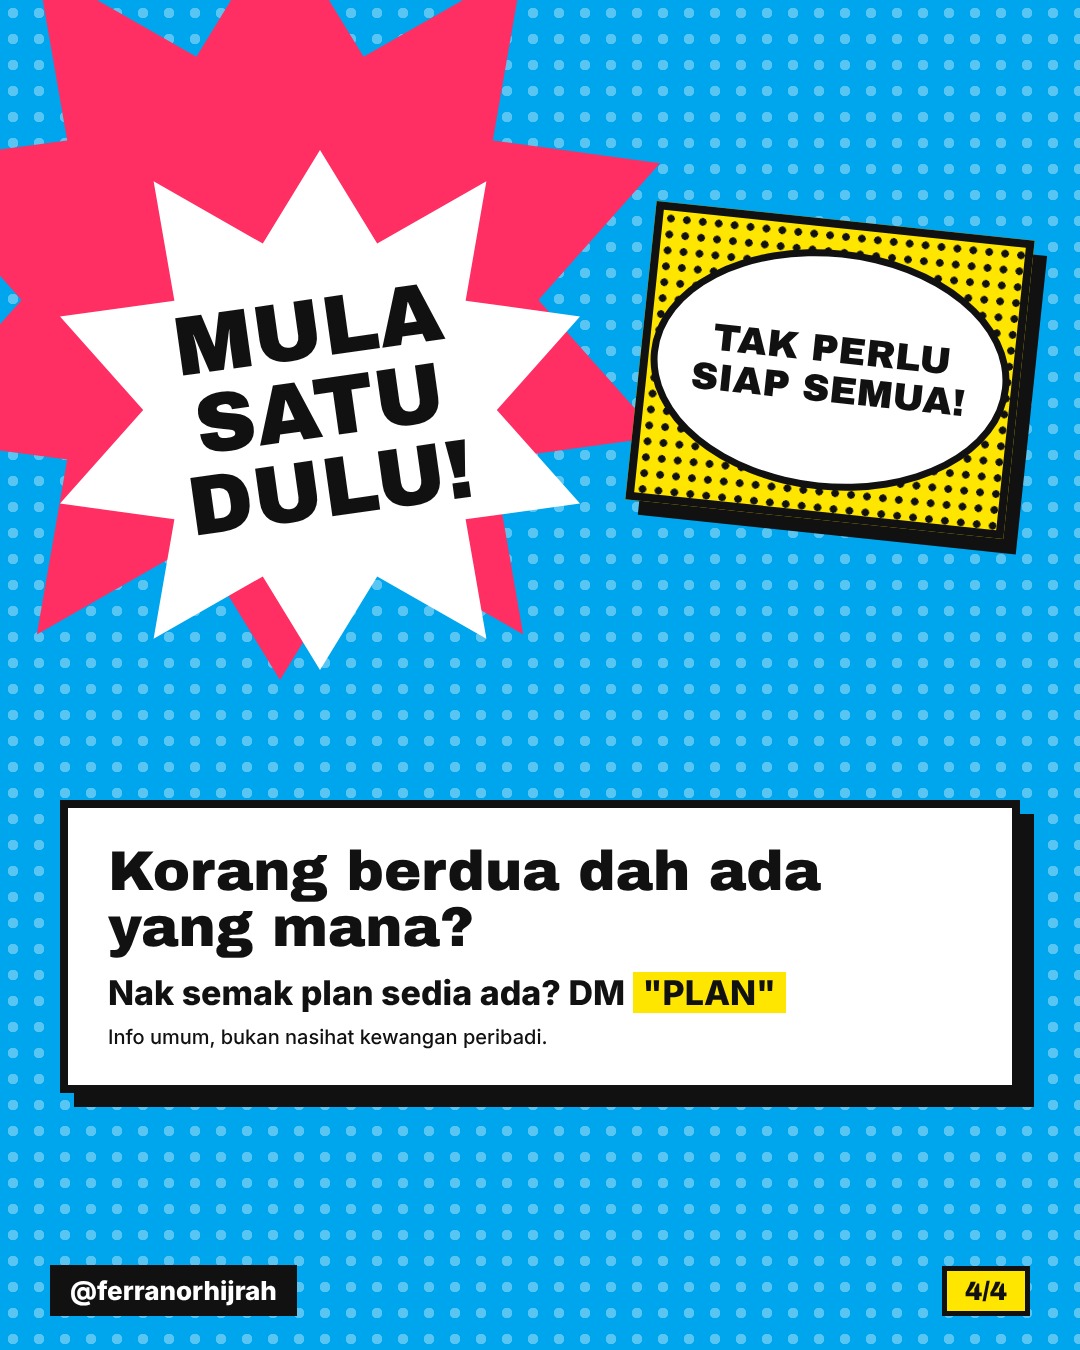 MULA
SATU
DULU!
TAK PERLU
SIAP SEMUA!
Korang berdua dah ada
yang mana?
Nak semak plan sedia ada? DM "PLAN"
Info umum, bukan nasihat kewangan peribadi.
@ferranorhijrah
4/4